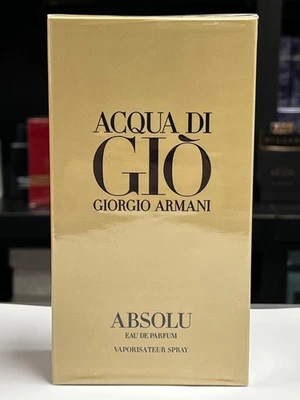 ACQUA DI
GIÒ
GIORGIO ARMANI
ABSOLU
EAU DE PARFUM
VAPORISATEUR SPRAY